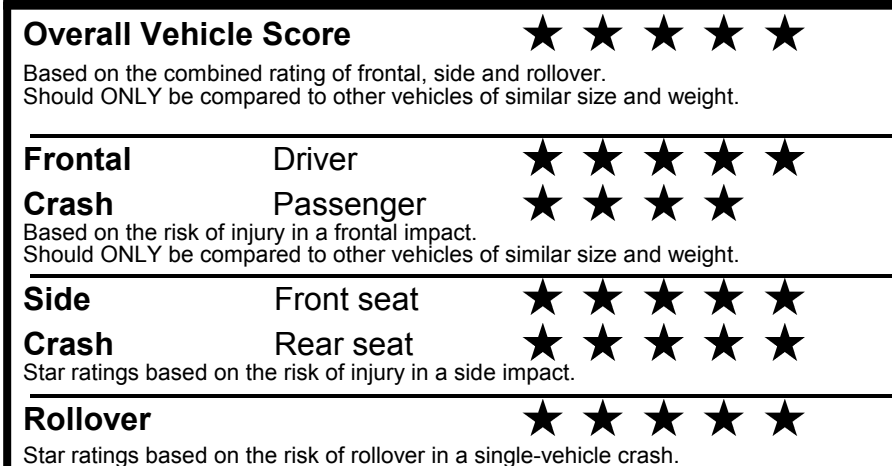 Overall Vehicle Score ★ ★ ★ ★ ★
Based on the combined rating of frontal, side and rollover.
Should ONLY be compared to other vehicles of similar size and weight.
Frontal Driver ★ ★ ★ ★ ★
Crash Passenger ★ ★ ★ ★
Based on the risk of injury in a frontal impact.
Should ONLY be compared to other vehicles of similar size and weight.
Side Front seat ★ ★ ★ ★ ★
Crash Rear seat ★ ★ ★ ★ ★
Star ratings based on the risk of injury in a side impact.
Rollover ★ ★ ★ ★ ★
Star ratings based on the risk of rollover in a single-vehicle crash.